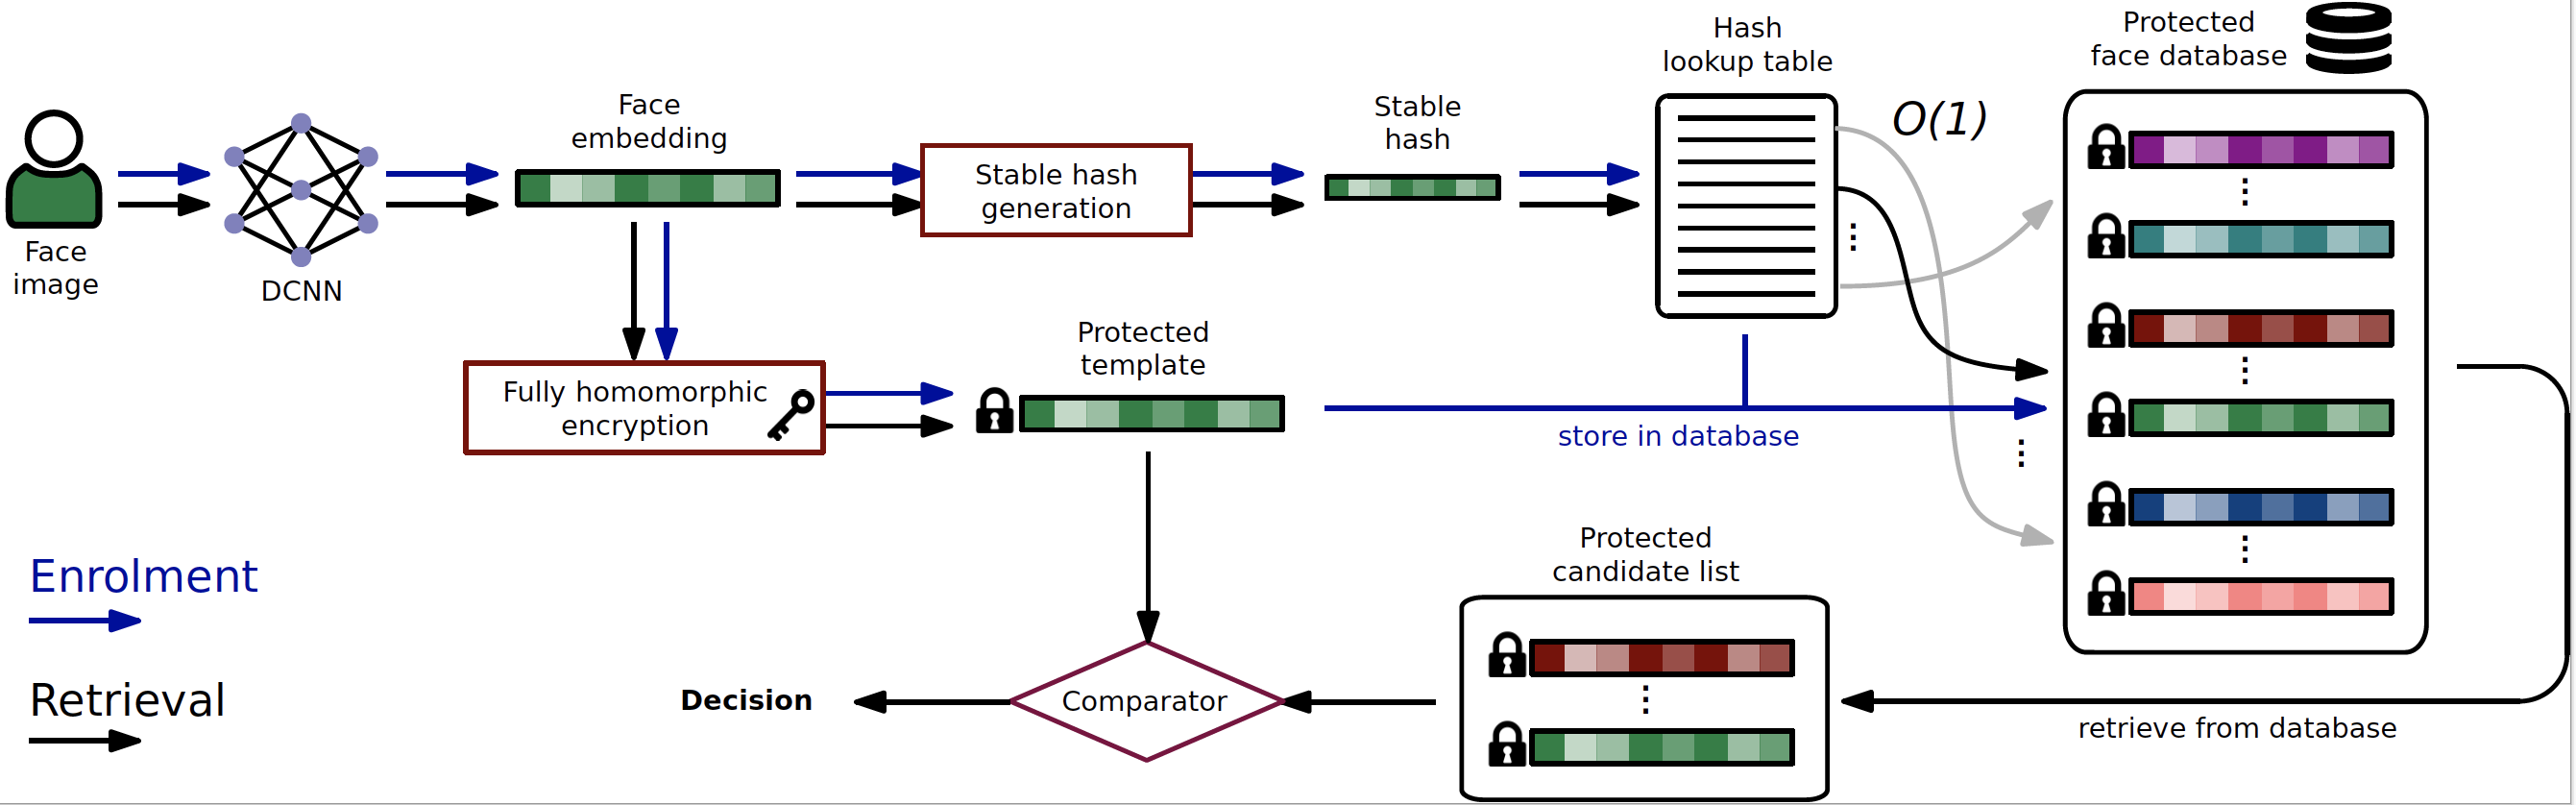 Face
image
DCNN
Face
embedding
Stable hash
generation
Stable
hash
Hash
lookup table
O(1)
Protected
face database
Fully homomorphic
encryption
Protected
template
store in database
Enrolment
Retrieval
Decision
Comparator
Protected
candidate list
retrieve from database